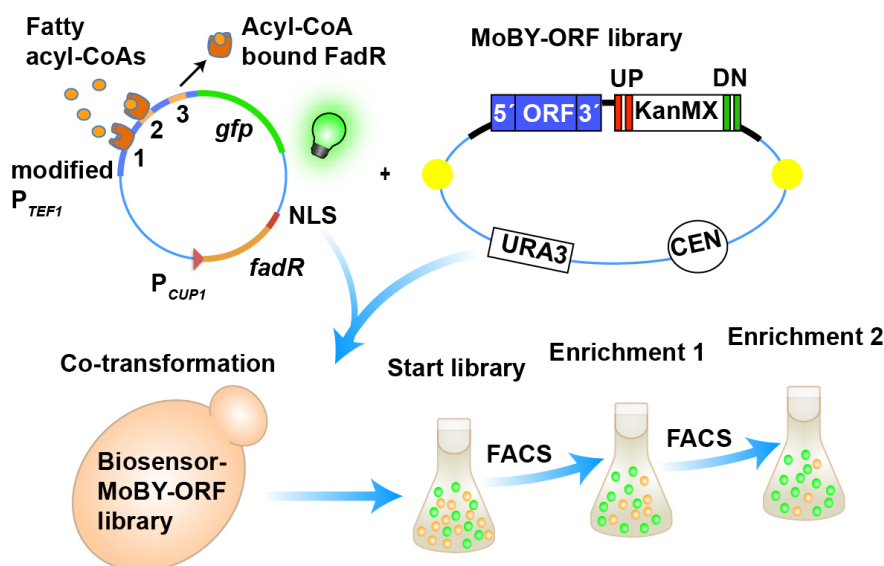 Fatty
acyl-CoAs
Acyl-CoA
bound FadR
MoBY-ORF library
UP
DN
5´ ORF 3´
KanMX
1
2
3
gfp
modified
P_TEF1
+
NLS
fadR
P_CUP1
URA3
CEN
Co-transformation
Start library
Enrichment 1
Enrichment 2
FACS
FACS
Biosensor-
MoBY-ORF
library